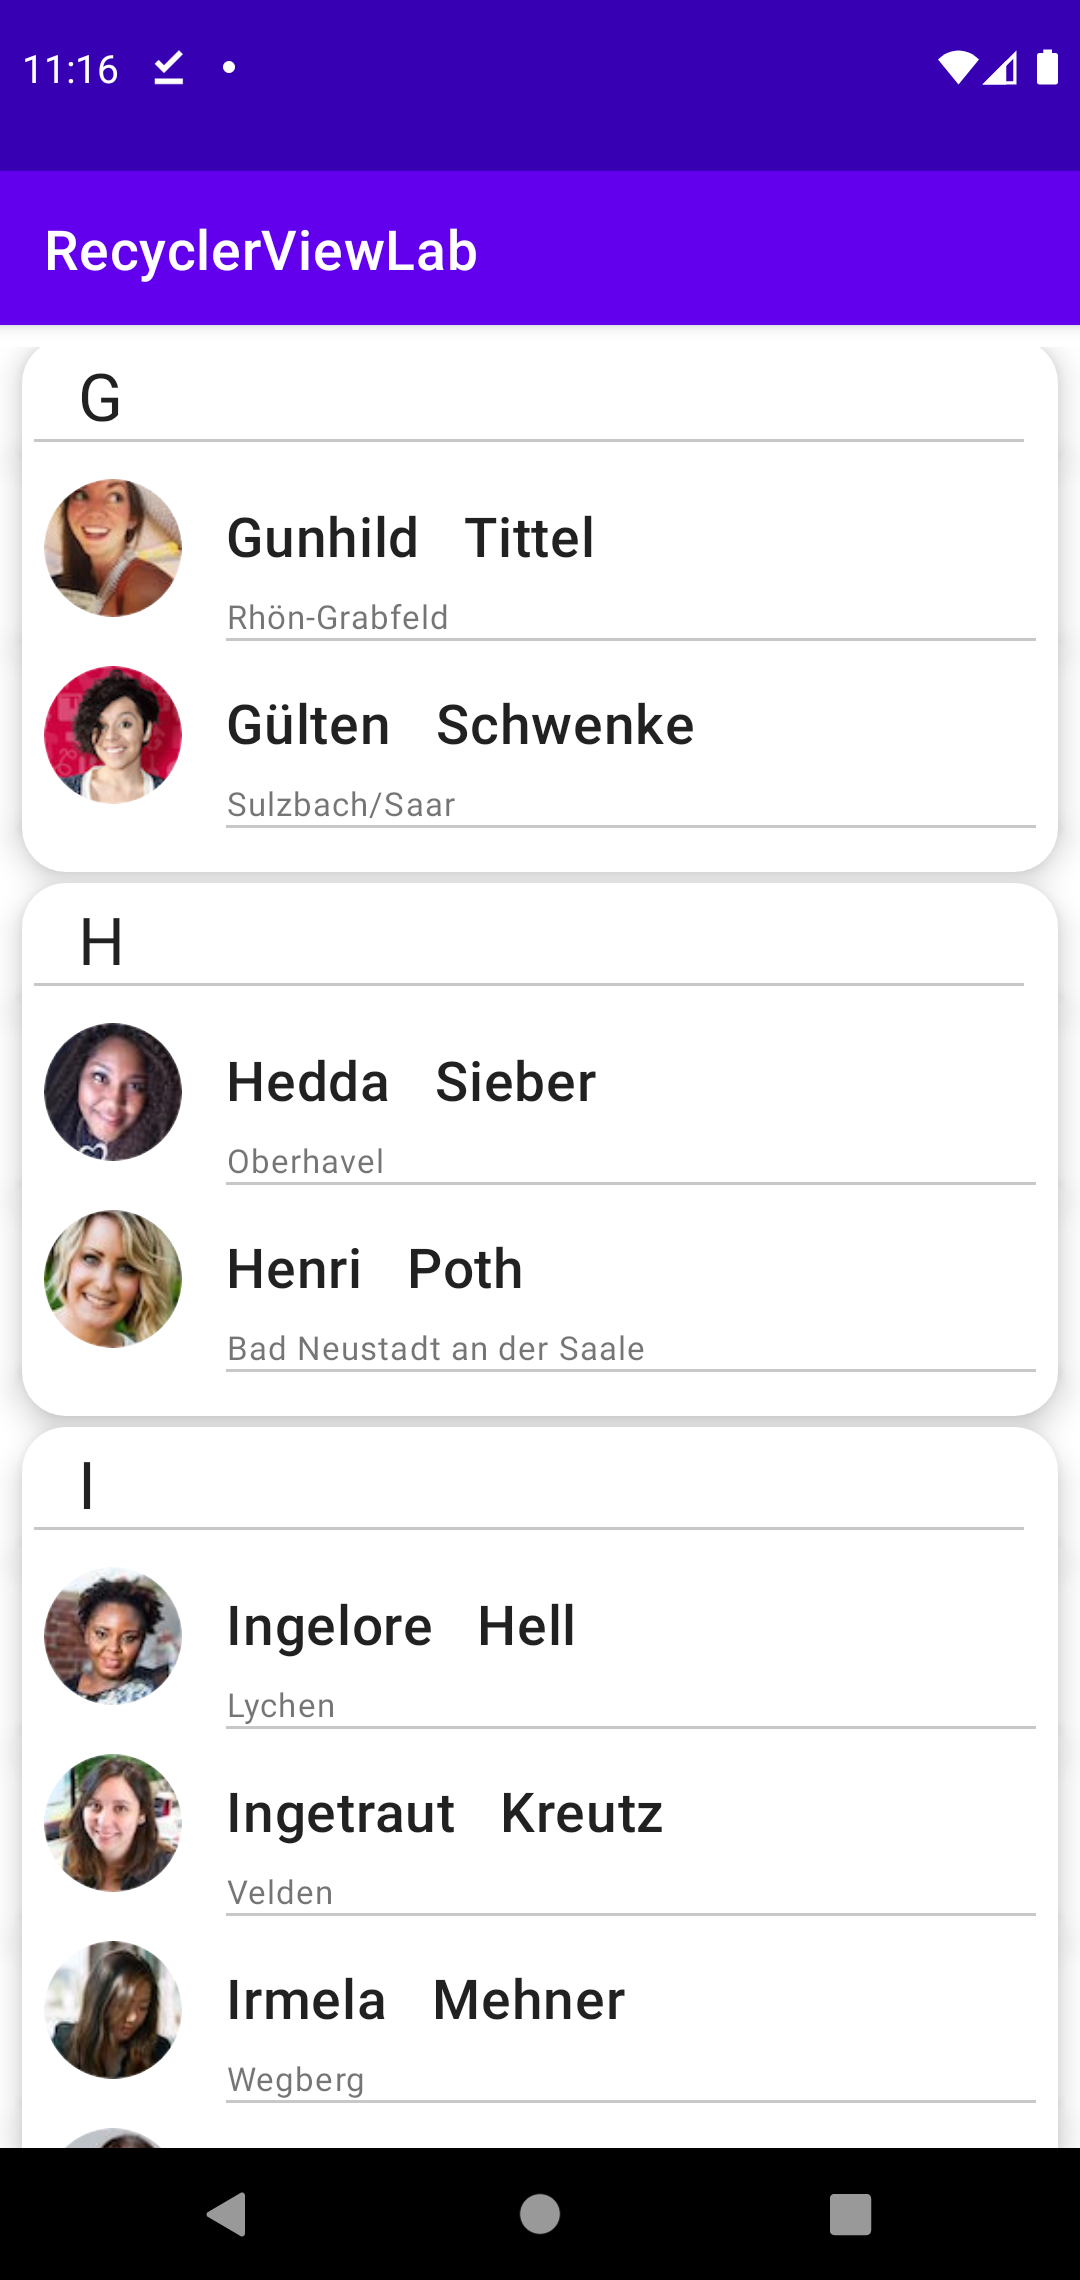 11:16
RecyclerViewLab
G
Gunhild Tittel
Rhön-Grabfeld
Gülten Schwenke
Sulzbach/Saar
H
Hedda Sieber
Oberhavel
Henri Poth
Bad Neustadt an der Saale
I
Ingelore Hell
Lychen
Ingetraut Kreutz
Velden
Irmela Mehner
Wegberg